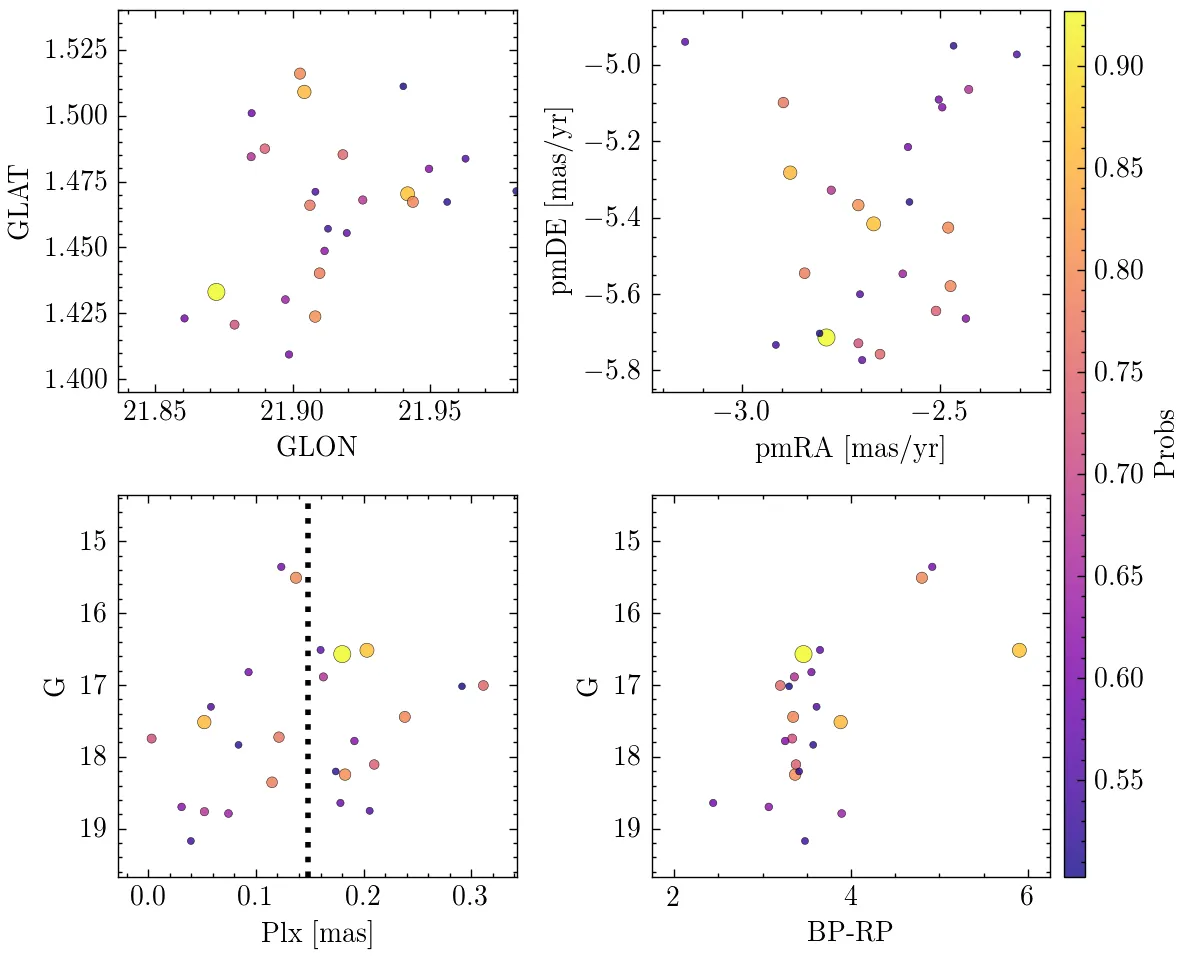 1.525
1.500
1.475
1.450
1.425
1.400
GLAT
21.85 21.90 21.95
GLON
−5.0
−5.2
−5.4
−5.6
−5.8
pmDE [mas/yr]
−3.0 −2.5
pmRA [mas/yr]
0.90
0.85
0.80
0.75
0.70
0.65
0.60
0.55
Probs
15
16
17
18
19
G
0.0 0.1 0.2 0.3
Plx [mas]
15
16
17
18
19
G
2 4 6
BP-RP